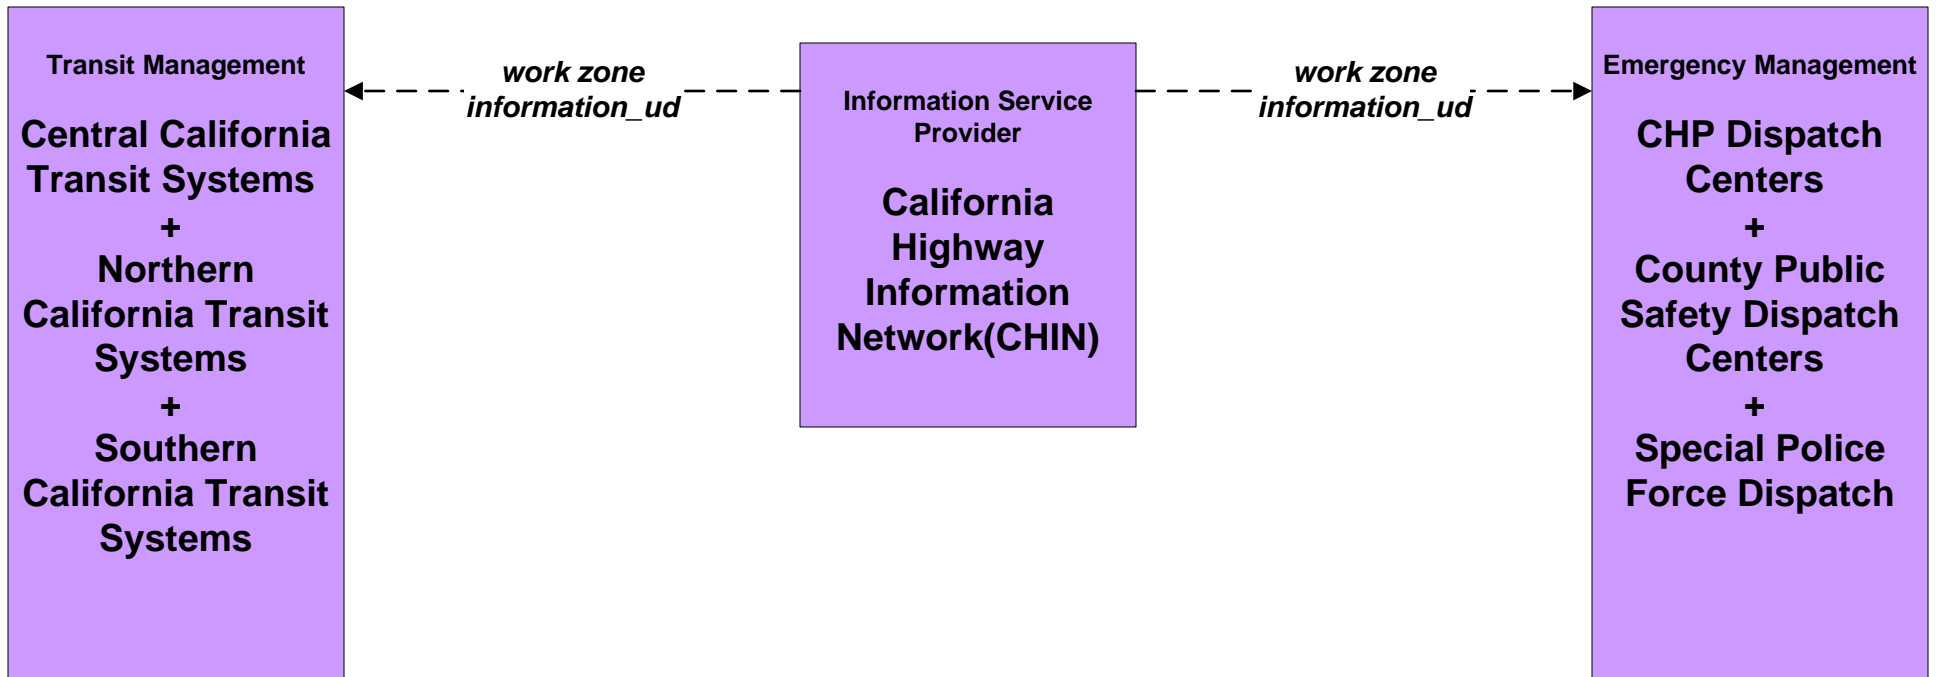 Transit Management
Central California
Transit Systems
+
Northern
California Transit
Systems
+
Southern
California Transit
Systems
work zone
information_ud
Information Service
Provider
California
Highway
Information
Network(CHIN)
work zone
information_ud
Emergency Management
CHP Dispatch
Centers
+
County Public
Safety Dispatch
Centers
+
Special Police
Force Dispatch